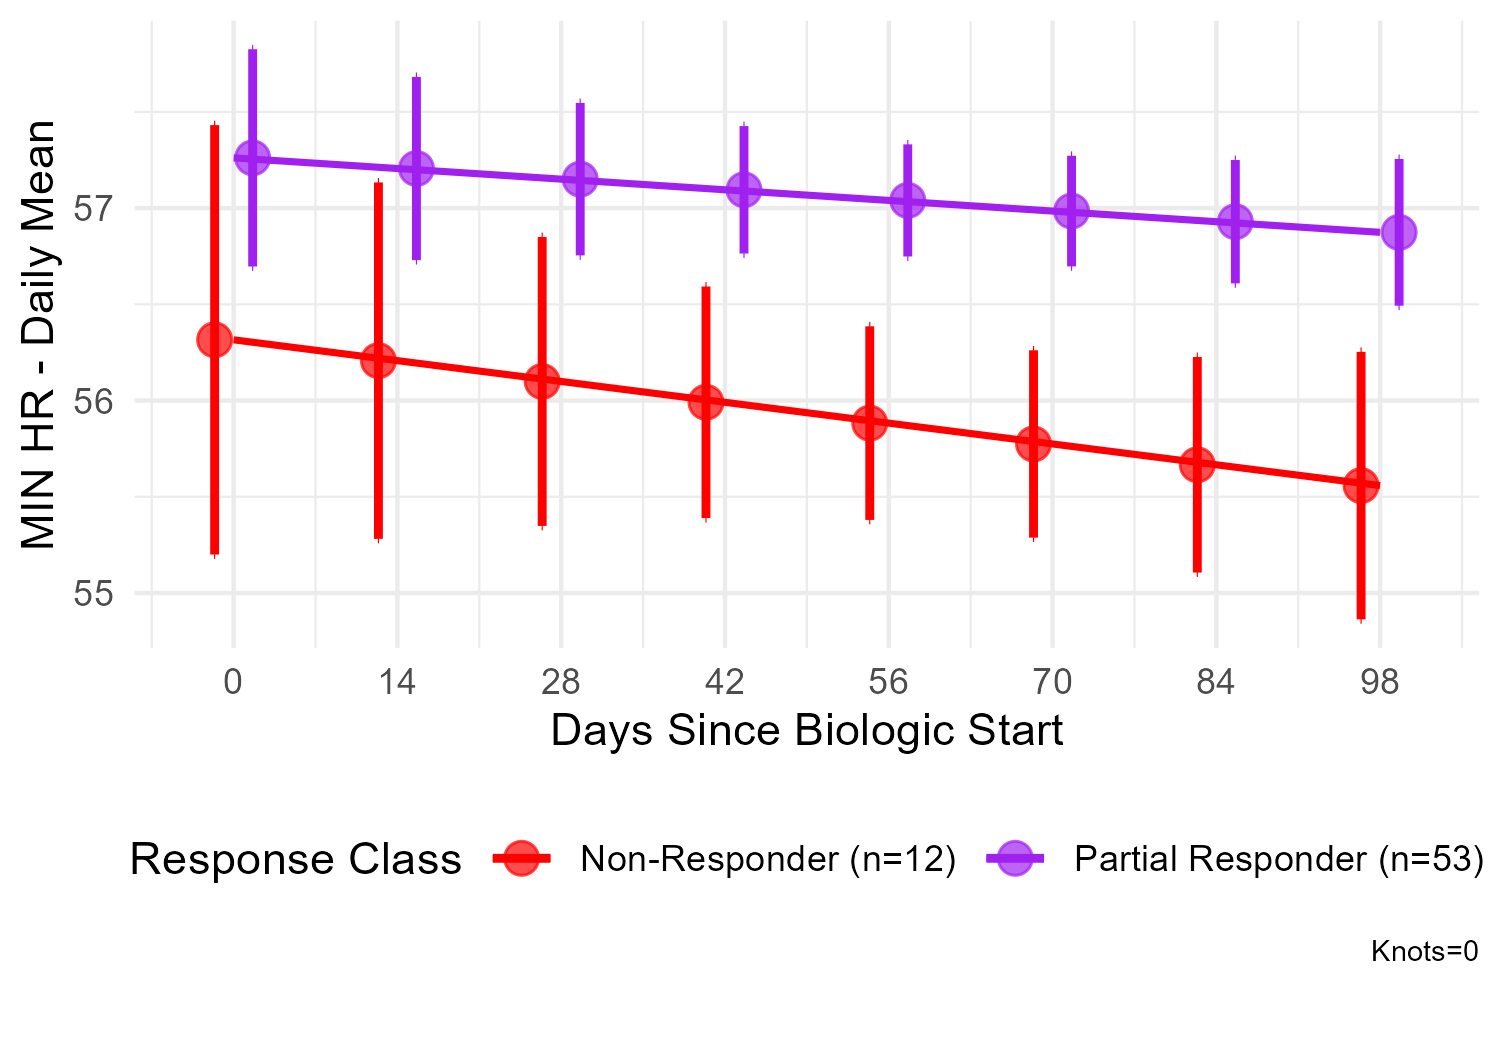 MIN HR - Daily Mean
57
56
55
0 14 28 42 56 70 84 98
Days Since Biologic Start
Response Class Non-Responder (n=12) Partial Responder (n=53)
Knots=0